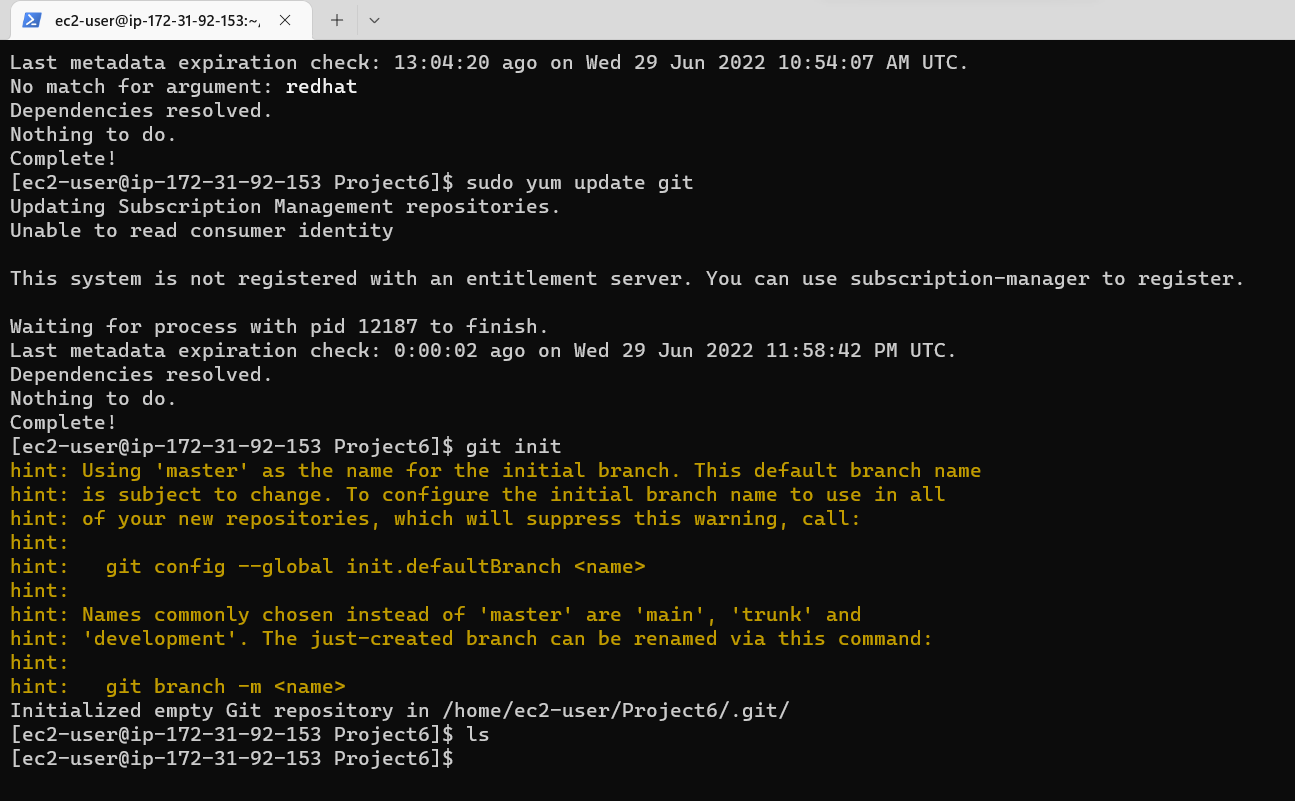 ec2-user@ip-172-31-92-153:~/
Last metadata expiration check: 13:04:20 ago on Wed 29 Jun 2022 10:54:07 AM UTC.
No match for argument: redhat
Dependencies resolved.
Nothing to do.
Complete!
[ec2-user@ip-172-31-92-153 Project6]$ sudo yum update git
Updating Subscription Management repositories.
Unable to read consumer identity
This system is not registered with an entitlement server. You can use subscription-manager to register.
Waiting for process with pid 12187 to finish.
Last metadata expiration check: 0:00:02 ago on Wed 29 Jun 2022 11:58:42 PM UTC.
Dependencies resolved.
Nothing to do.
Complete!
[ec2-user@ip-172-31-92-153 Project6]$ git init
hint: Using 'master' as the name for the initial branch. This default branch name
hint: is subject to change. To configure the initial branch name to use in all
hint: of your new repositories, which will suppress this warning, call:
hint:
hint:   git config --global init.defaultBranch <name>
hint:
hint: Names commonly chosen instead of 'master' are 'main', 'trunk' and
hint: 'development'. The just-created branch can be renamed via this command:
hint:
hint:   git branch -m <name>
Initialized empty Git repository in /home/ec2-user/Project6/.git/
[ec2-user@ip-172-31-92-153 Project6]$ ls
[ec2-user@ip-172-31-92-153 Project6]$